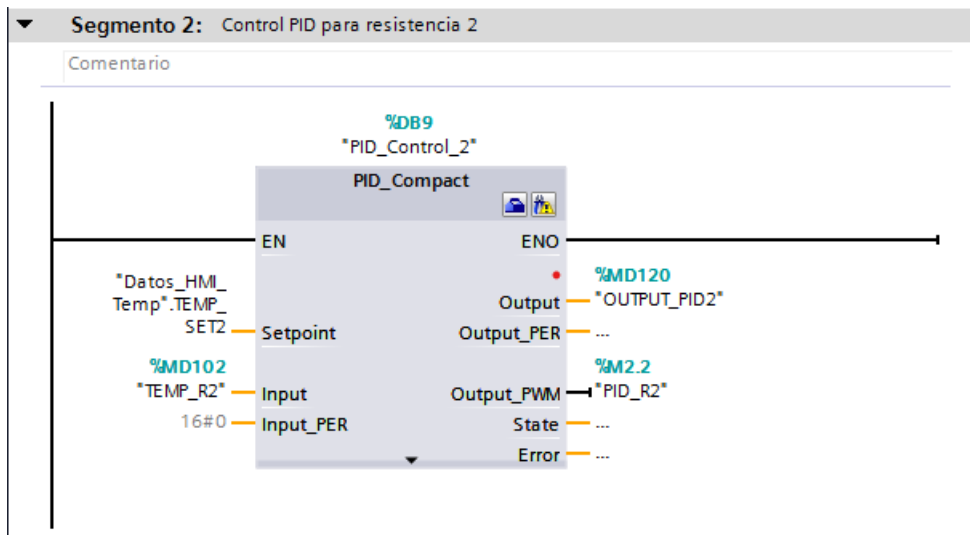 Segmento 2: Control PID para resistencia 2
Comentario
%DB9
"PID_Control_2"
PID_Compact
EN
ENO
"Datos_HMI_
Temp".TEMP_
SET2
Setpoint
%MD102
"TEMP_R2"
Input
16#0
Input_PER
Output
%MD120
"OUTPUT_PID2"
Output_PER
...
Output_PWM
%M2.2
"PID_R2"
State
...
Error
...